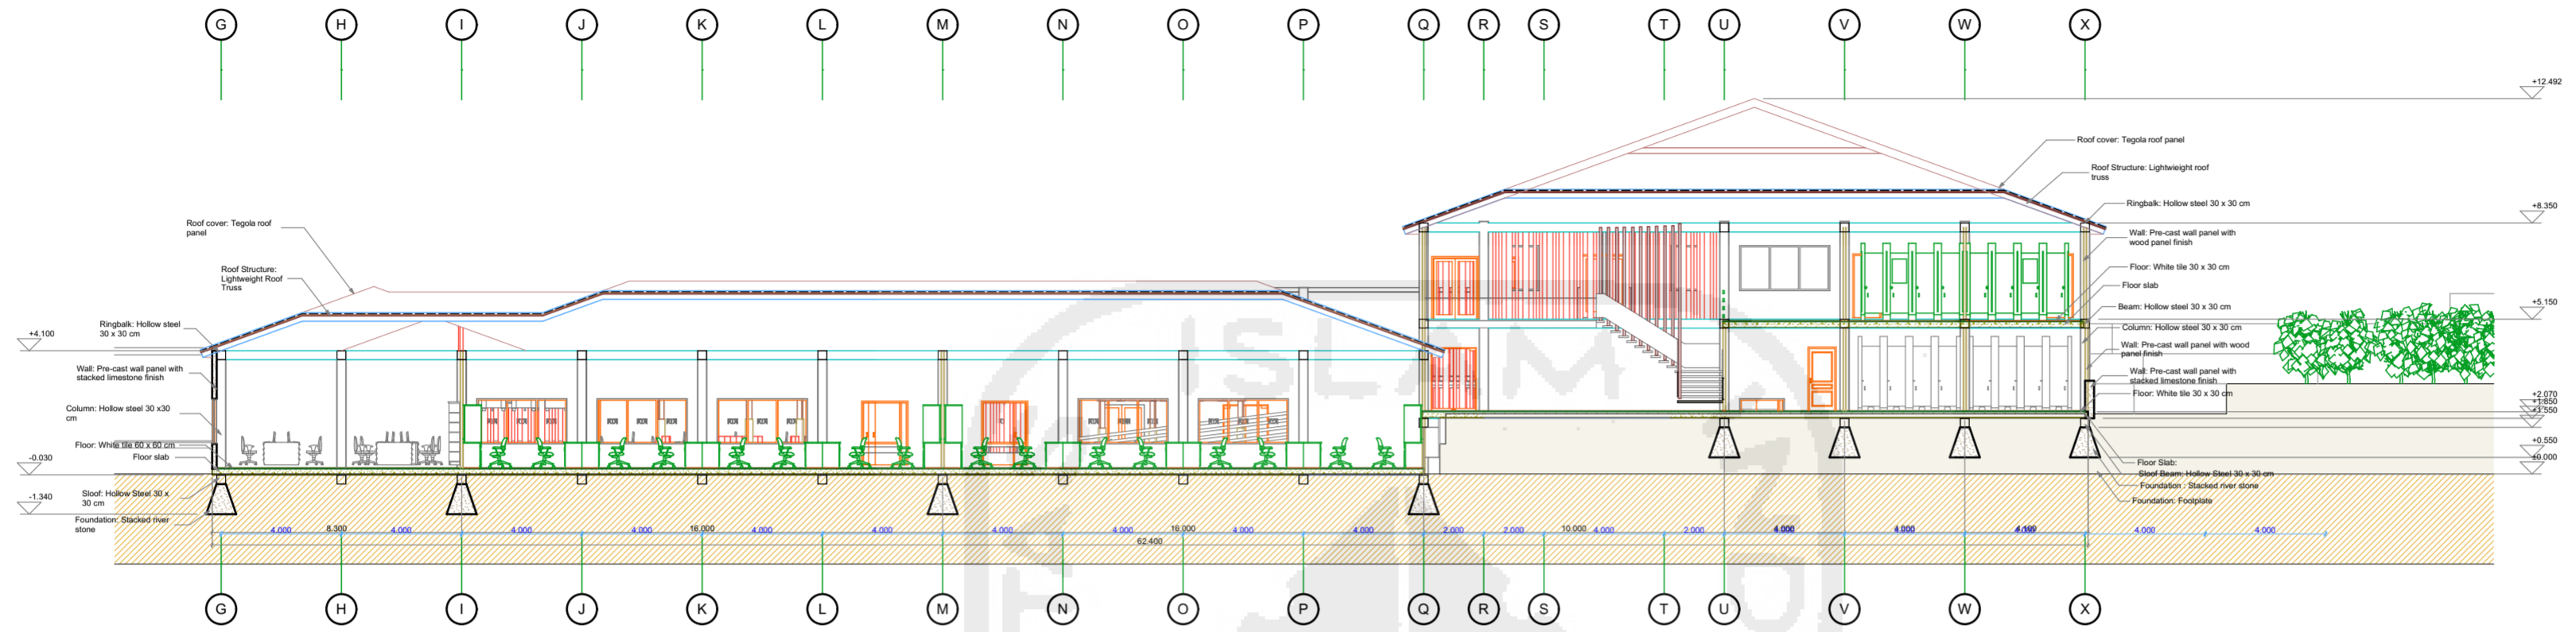 G H I J K L M N O P Q R S T U V W X
+12.492
Roof cover: Tegola roof panel
Roof Structure: Lightwieight roof
truss
Ringbalk: Hollow steel 30 x 30 cm
+8.350
Roof cover: Tegola roof
panel
Wall: Pre-cast wall panel with
wood panel finish
Roof Structure:
Lightweight Roof
Truss
Floor: White tile 30 x 30 cm
Floor slab
Beam: Hollow steel 30 x 30 cm
+5.150
Ringbalk: Hollow steel
30 x 30 cm
+4.100
Column: Hollow steel 30 x 30 cm
Wall: Pre-cast wall panel with wood
panel finish
Wall: Pre-cast wall panel with
stacked limestone finish
Wall: Pre-cast wall panel with
stacked limestone finish
Floor: White tile 30 x 30 cm
+2.070
+1.850
+1.550
Column: Hollow steel 30 x30
cm
Floor: White tile 60 x 60 cm
Floor slab
-0.030
+0.550
±0.000
Floor Slab:
Sloof Beam: Hollow Steel 30 x 30 cm
Foundation : Stacked river stone
Foundation: Footplate
Sloof: Hollow Steel 30 x
30 cm
-1.340
Foundation: Stacked river
stone
4.000 8.300 4.000 4.000 4.000 16.000 4.000 4.000 4.000 4.000 16.000 4.000 4.000 2.000 2.000 10.000 4.000 2.000 4.000 4.000 4.100 4.000 4.000
62.400
ISLAM
G H I J K L M N O P Q R S T U V W X